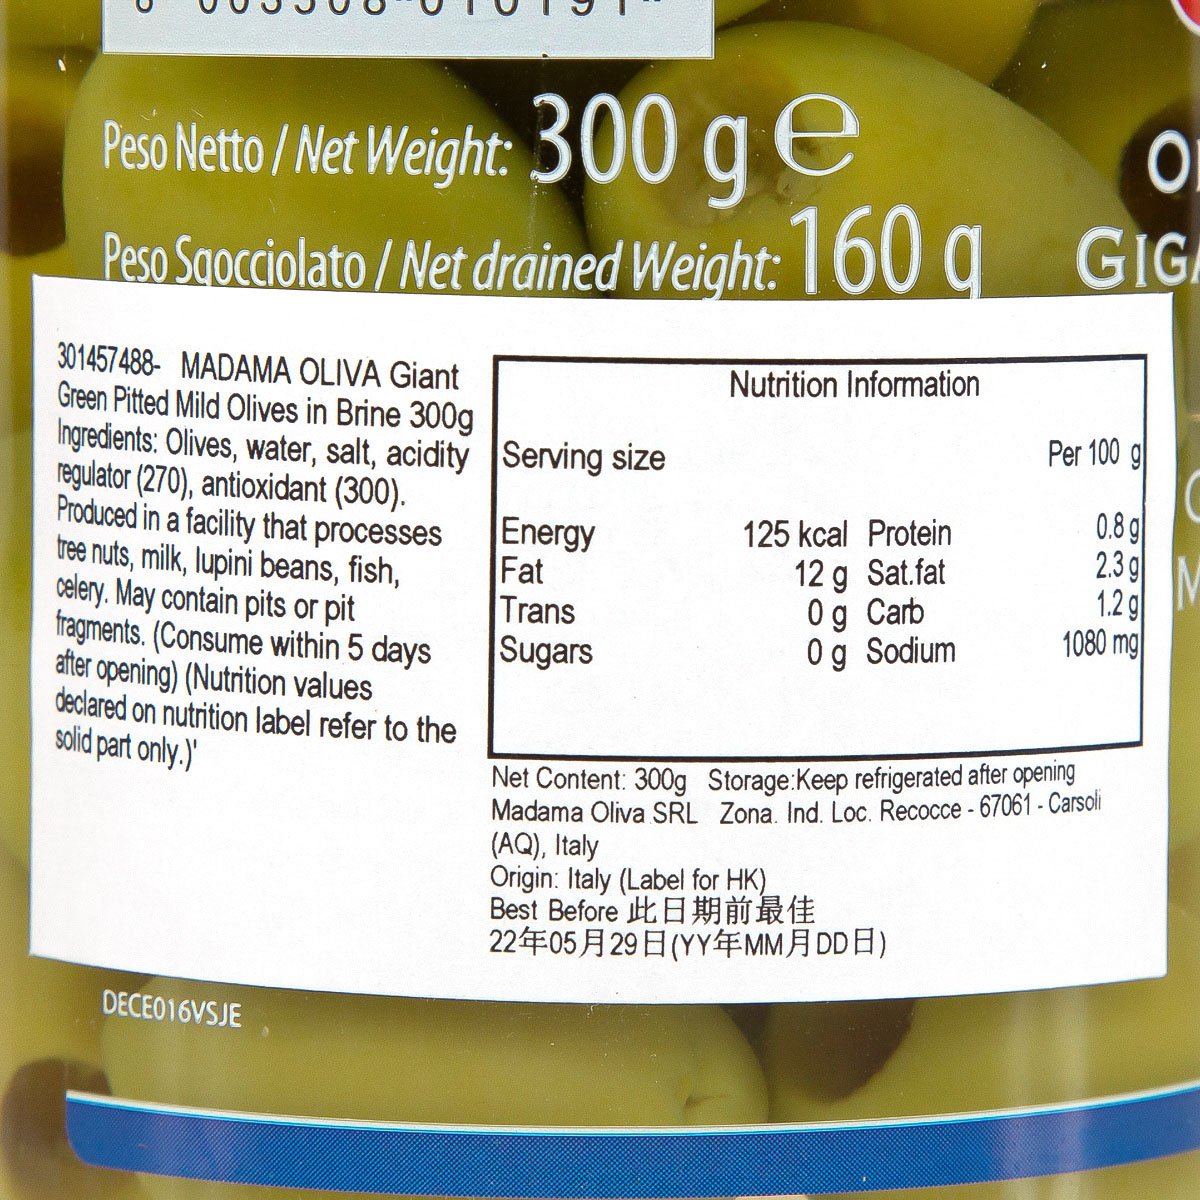 Peso Netto / Net Weight: 300 g e
Peso Sgocciolato / Net drained Weight: 160 g
301457488- MADAMA OLIVA Giant
Green Pitted Mild Olives in Brine 300g
Ingredients: Olives, water, salt, acidity
regulator (270), antioxidant (300).
Produced in a facility that processes
tree nuts, milk, lupini beans, fish,
celery. May contain pits or pit
fragments. (Consume within 5 days
after opening) (Nutrition values
declared on nutrition label refer to the
solid part only.)'
Nutrition Information
Serving size Per 100 g
Energy 125 kcal Protein 0.8 g
Fat 12 g Sat.fat 2.3 g
Trans 0 g Carb 1.2 g
Sugars 0 g Sodium 1080 mg
Net Content: 300g Storage:Keep refrigerated after opening
Madama Oliva SRL Zona. Ind. Loc. Recocce - 67061 - Carsoli
(AQ), Italy
Origin: Italy (Label for HK)
Best Before 此日期前最佳
22年05月29日(YY年MM月DD日)
DECE016VSJE